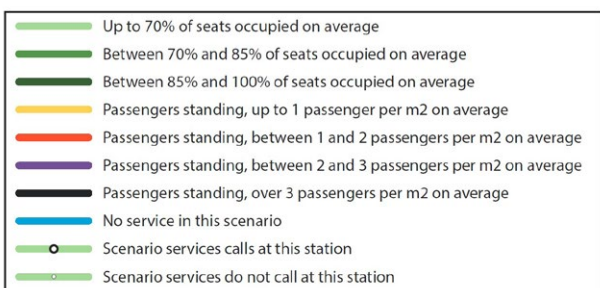 Up to 70% of seats occupied on average
Between 70% and 85% of seats occupied on average
Between 85% and 100% of seats occupied on average
Passengers standing, up to 1 passenger per m2 on average
Passengers standing, between 1 and 2 passengers per m2 on average
Passengers standing, between 2 and 3 passengers per m2 on average
Passengers standing, over 3 passengers per m2 on average
No service in this scenario
Scenario services calls at this station
Scenario services do not call at this station